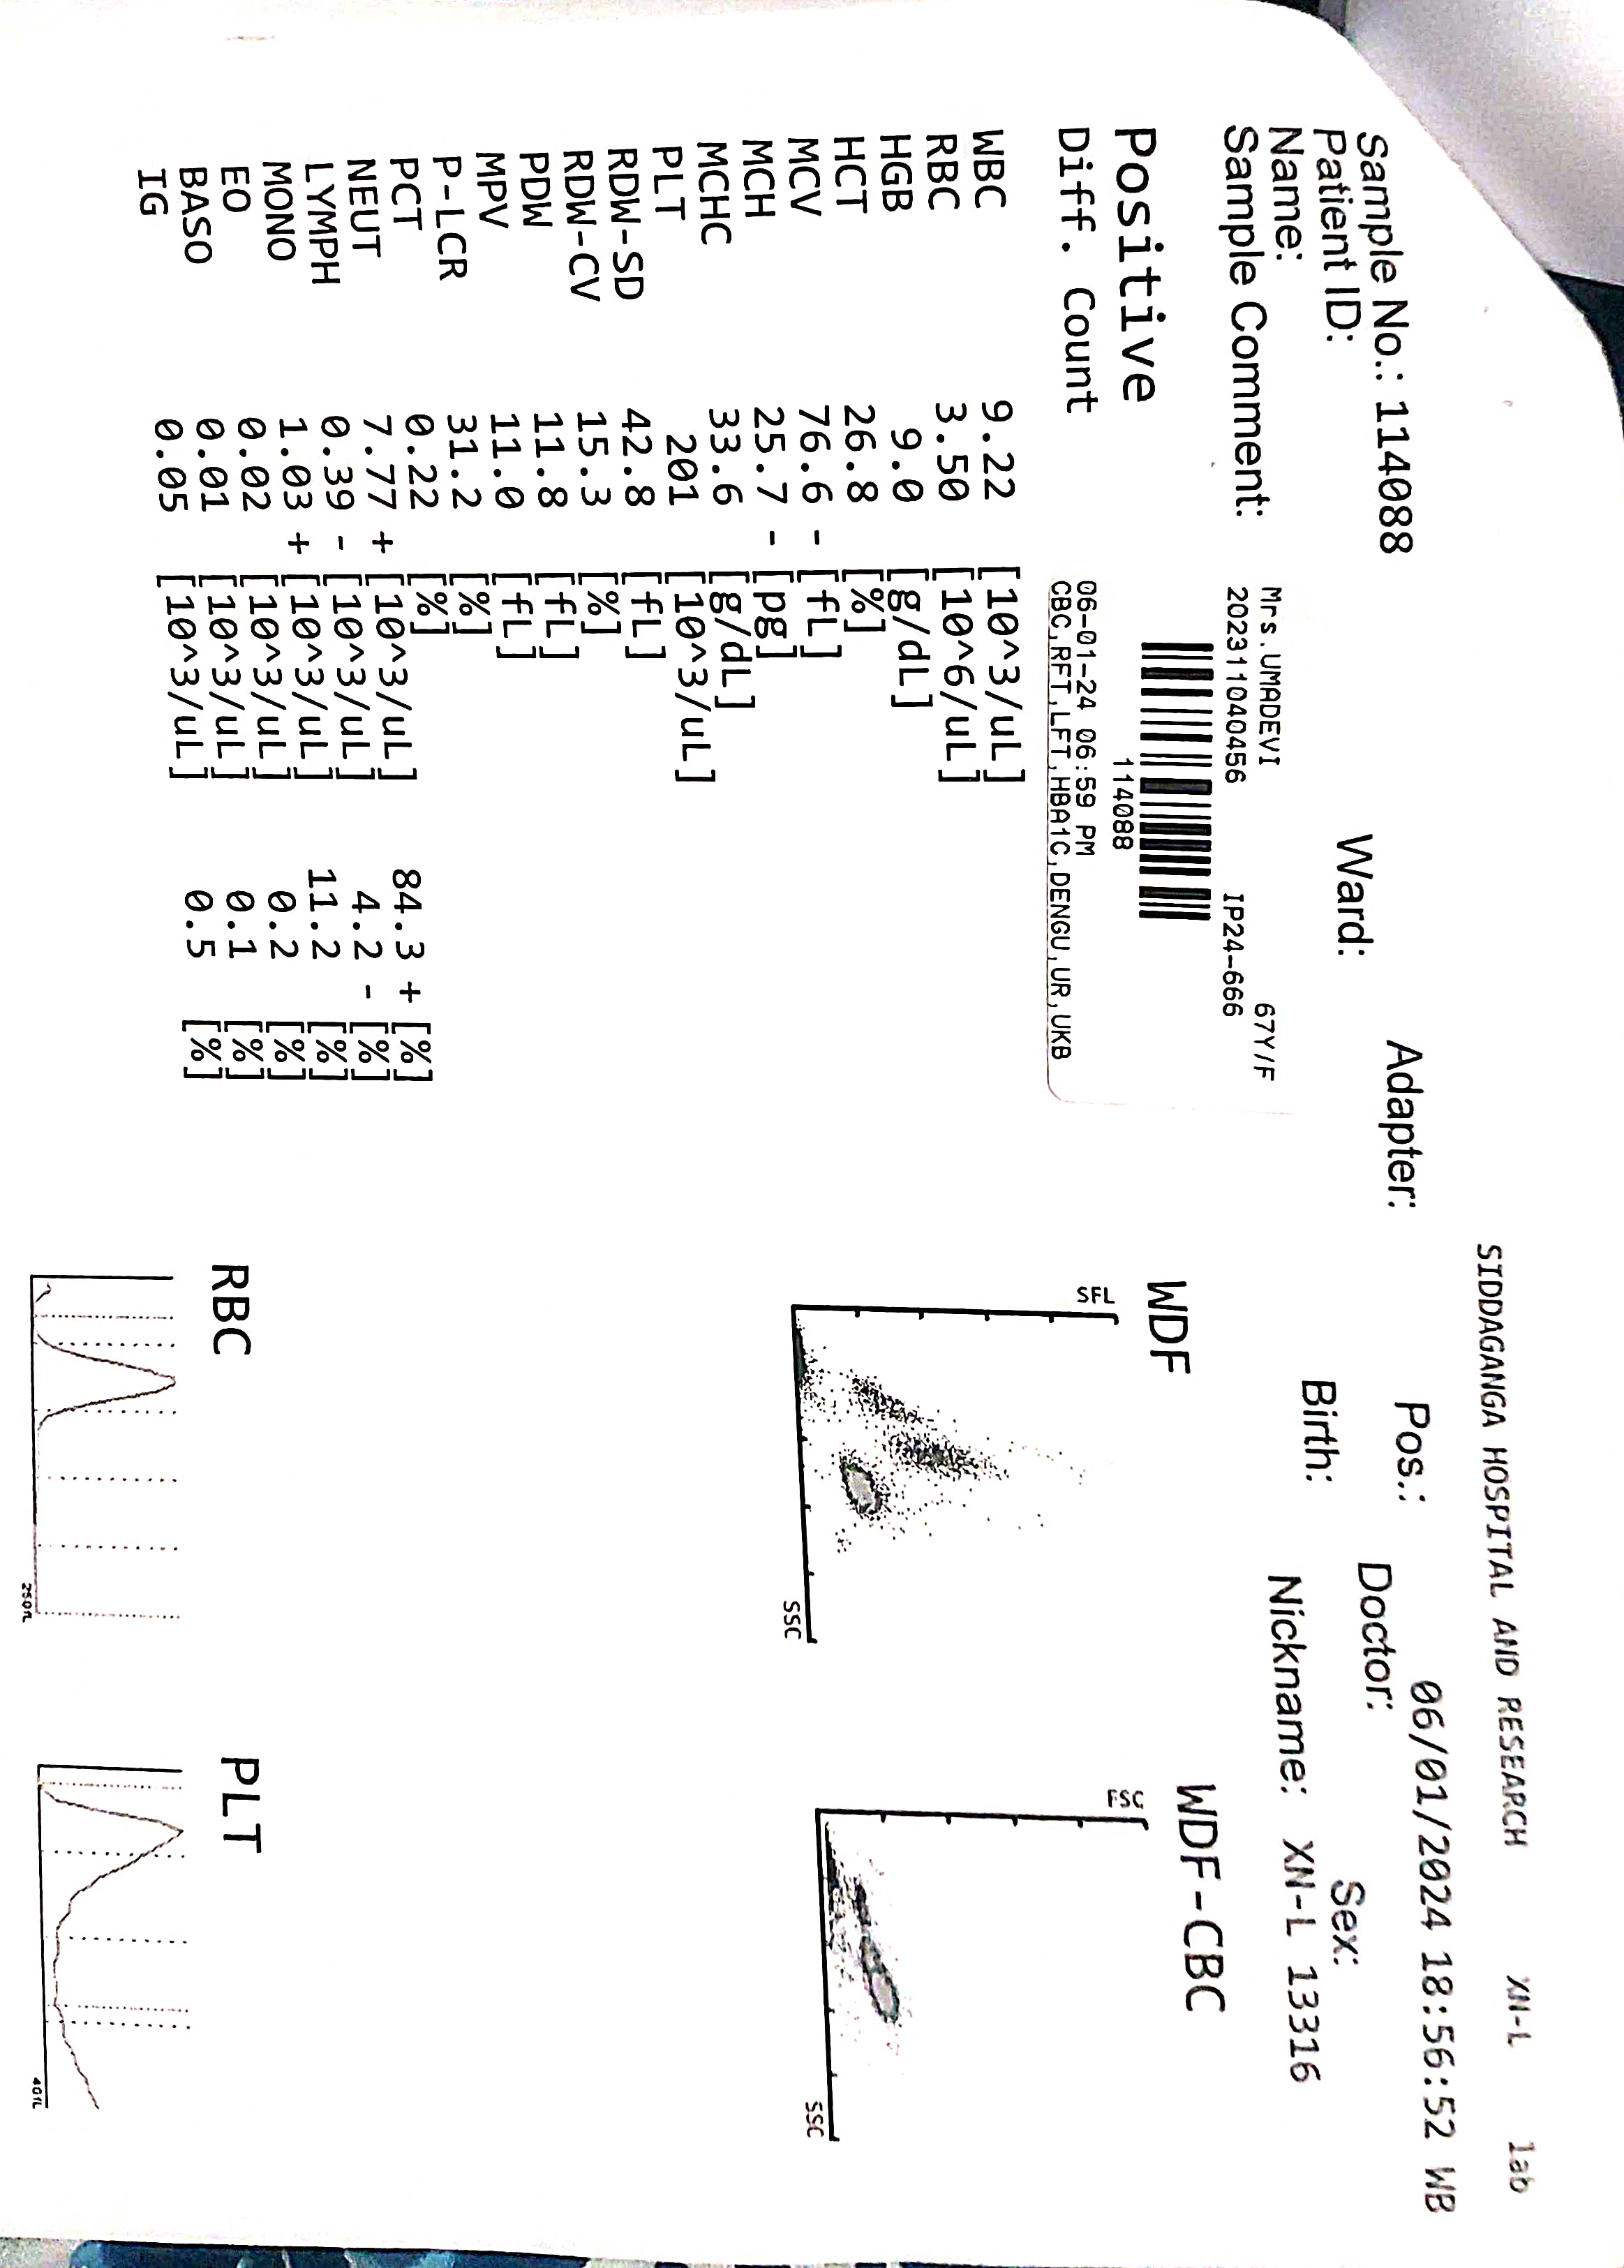 SIDDAGANGA HOSPITAL AND RESEARCH XN-L lab
Sample No.: 114088 Adapter: Pos.: 06/01/2024 18:56:52 WB
Patient ID: Ward: Doctor:
Name: Birth: Sex:
Sample Comment: Nickname: XN-L 13316
Mrs.UMADEVI 67Y/F
202311040456 IP24-666
114088
06-01-24 06:59 PM
CBC,RFT,LFT,HBA1C,DENGU,UR,UKB
Positive
Diff. Count
WBC 9.22 [10^3/uL]
RBC 3.50 [10^6/uL]
HGB 9.0 [g/dL]
HCT 26.8 [%]
MCV 76.6 - [fL]
MCH 25.7 - [pg]
MCHC 33.6 [g/dL]
PLT 201 [10^3/uL]
RDW-SD 42.8 [fL]
RDW-CV 15.3 [%]
PDW 11.8 [fL]
MPV 11.0 [fL]
P-LCR 31.2 [%]
PCT 0.22 [%]
NEUT 7.77 + [10^3/uL] 84.3 + [%]
LYMPH 0.39 - [10^3/uL] 4.2 - [%]
MONO 1.03 + [10^3/uL] 11.2 [%]
EO 0.02 [10^3/uL] 0.2 [%]
BASO 0.01 [10^3/uL] 0.1 [%]
IG 0.05 [10^3/uL] 0.5 [%]
WDF
SFL
SSC
WDF-CBC
FSC
SSC
RBC
250fL
PLT
40fL